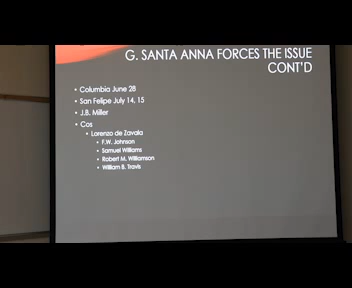 G. SANTA ANNA FORCES THE ISSUE
CONT'D
• Columbia June 28
• San Felipe July 14, 15
• J.B. Miller
• Cos
• Lorenzo de Zavala
• F.W. Johnson
• Samuel Williams
• Robert M. Williamson
• William B. Travis